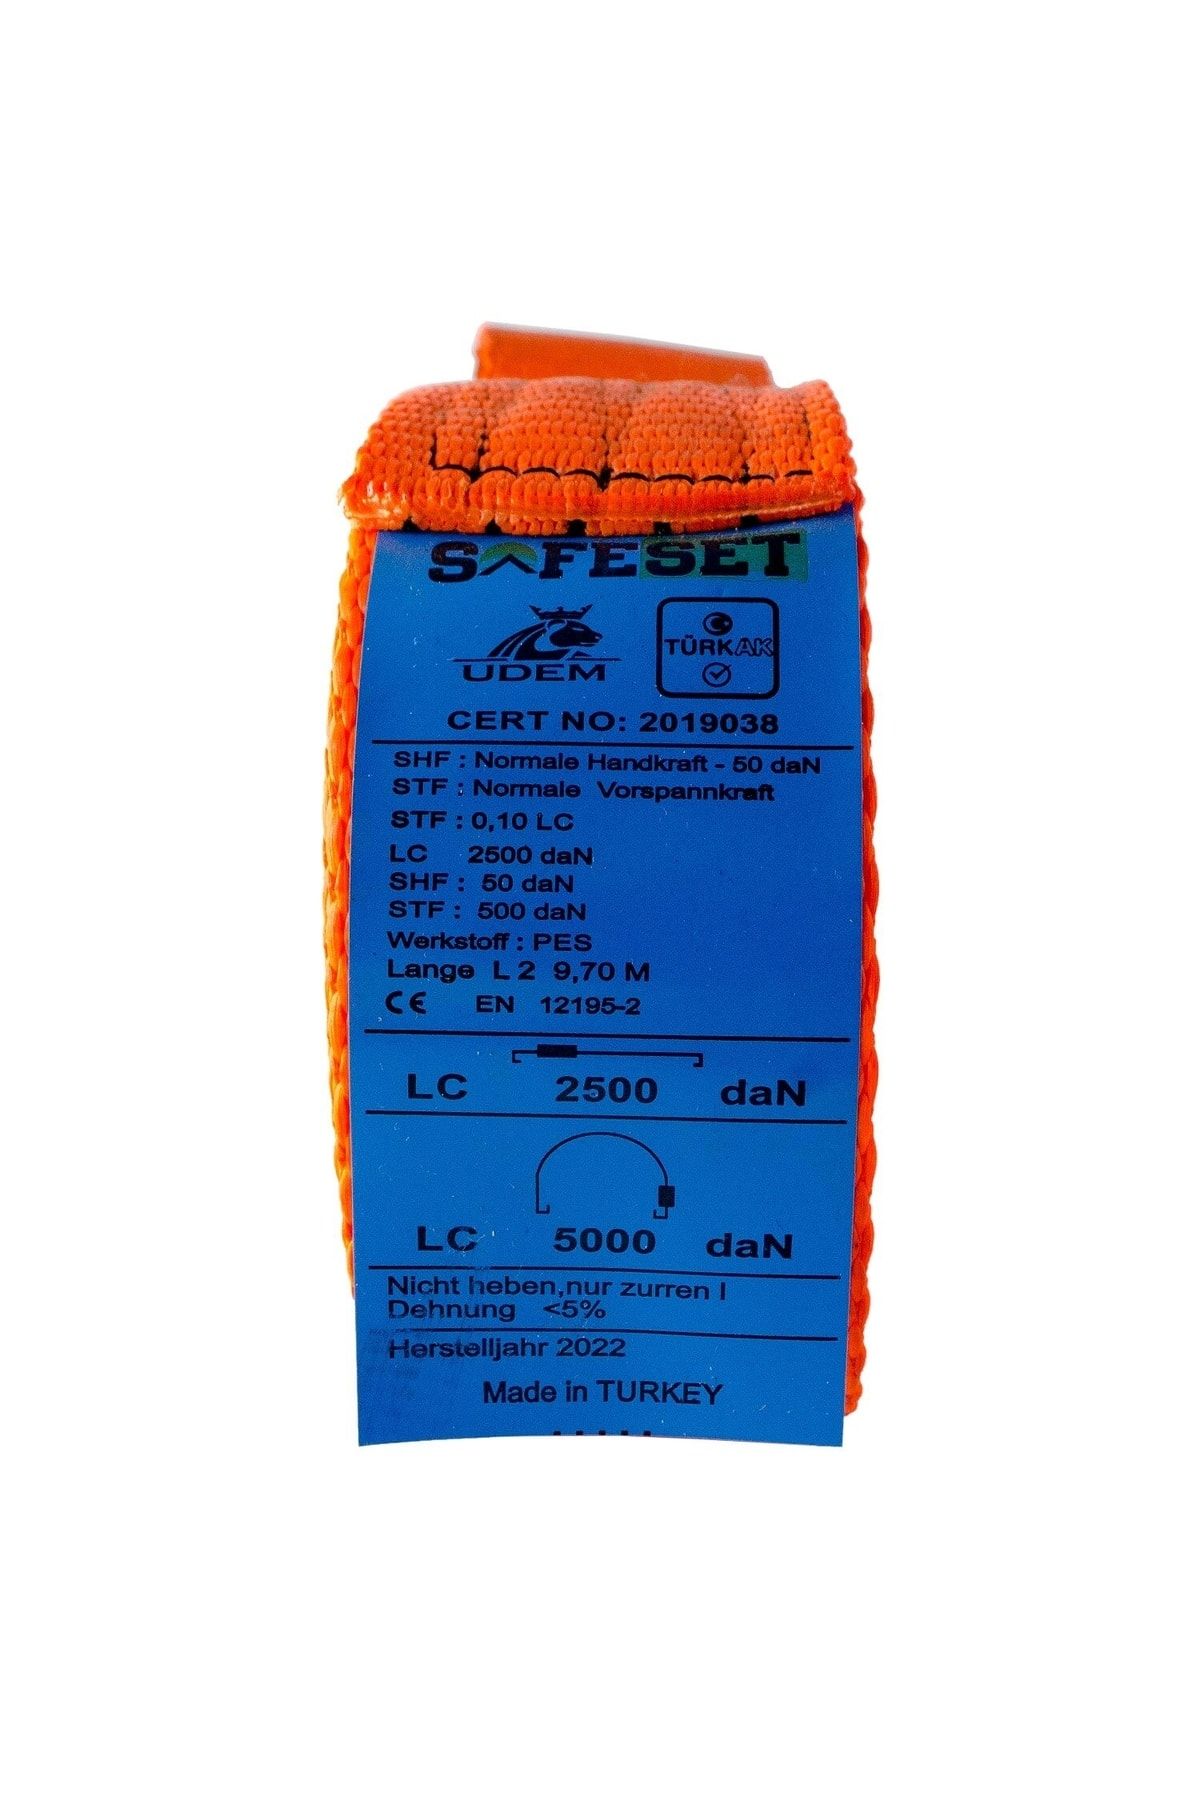 SAFESET
UDEM
TÜRKAK
CERT NO: 2019038
SHF : Normale Handkraft - 50 daN
STF : Normale Vorspannkraft
STF : 0,10 LC
LC 2500 daN
SHF : 50 daN
STF : 500 daN
Werkstoff : PES
Lange L 2 9,70 M
CE EN 12195-2
LC 2500 daN
LC 5000 daN
Nicht heben,nur zurren !
Dehnung <5%
Herstelljahr 2022
Made in TURKEY